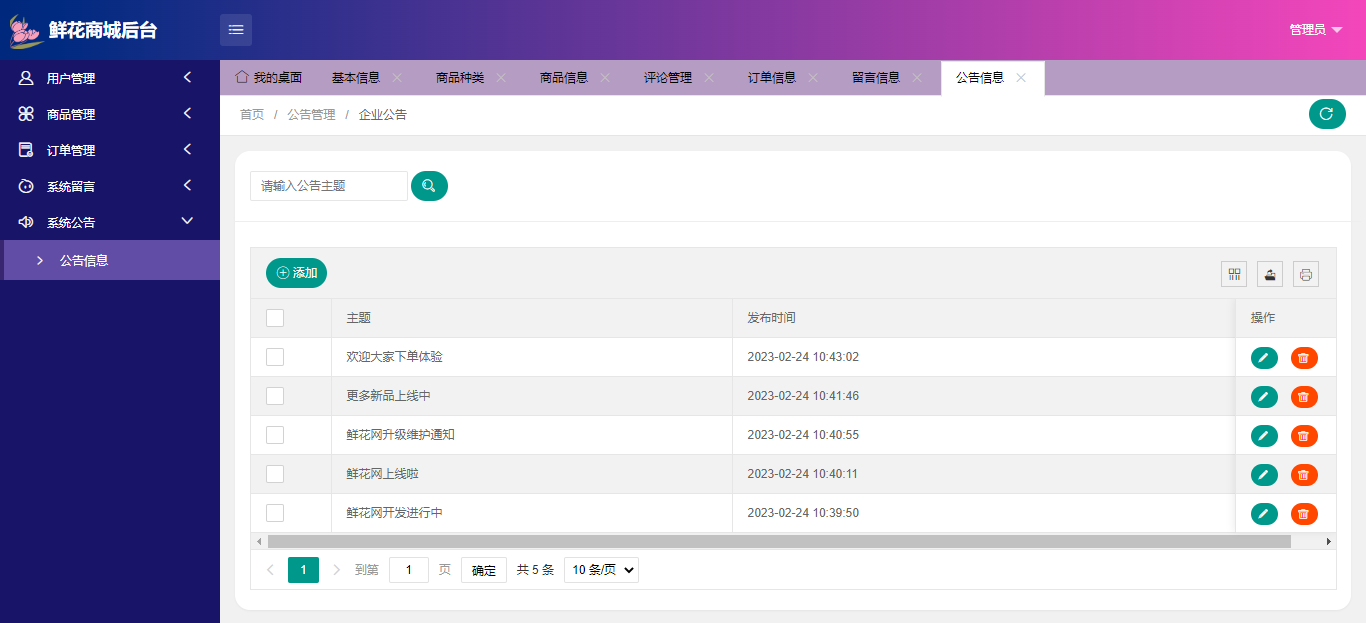 鲜花商城后台
管理员
用户管理
商品管理
订单管理
系统留言
系统公告
公告信息
我的桌面 基本信息 商品种类 商品信息 评论管理 订单信息 留言信息 公告信息
首页 / 公告管理 / 企业公告
请输入公告主题
添加
主题 发布时间 操作
欢迎大家下单体验 2023-02-24 10:43:02
更多新品上线中 2023-02-24 10:41:46
鲜花网升级维护通知 2023-02-24 10:40:55
鲜花网上线啦 2023-02-24 10:40:11
鲜花网开发进行中 2023-02-24 10:39:50
1 到第 1 页 确定 共 5 条 10 条/页